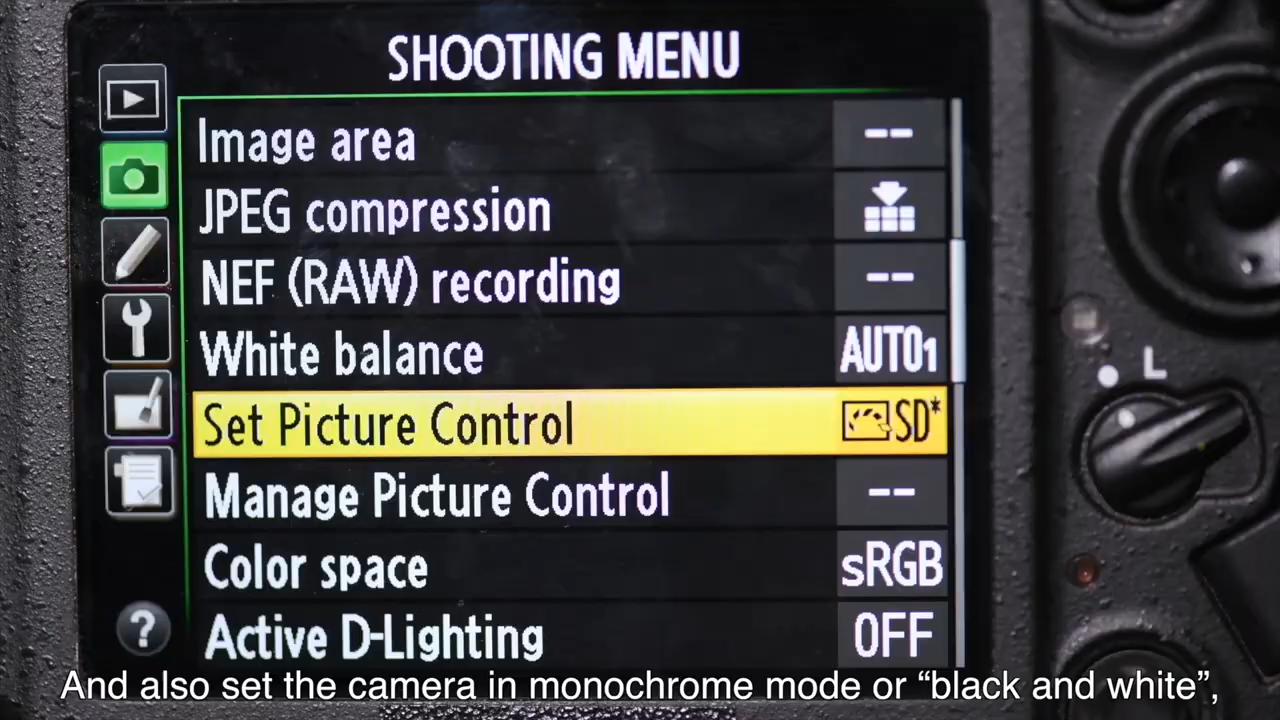 SHOOTING MENU
Image area --
JPEG compression
NEF (RAW) recording --
White balance AUTO1
Set Picture Control SD*
Manage Picture Control --
Color space sRGB
Active D-Lighting OFF
?
L
And also set the camera in monochrome mode or “black and white”,